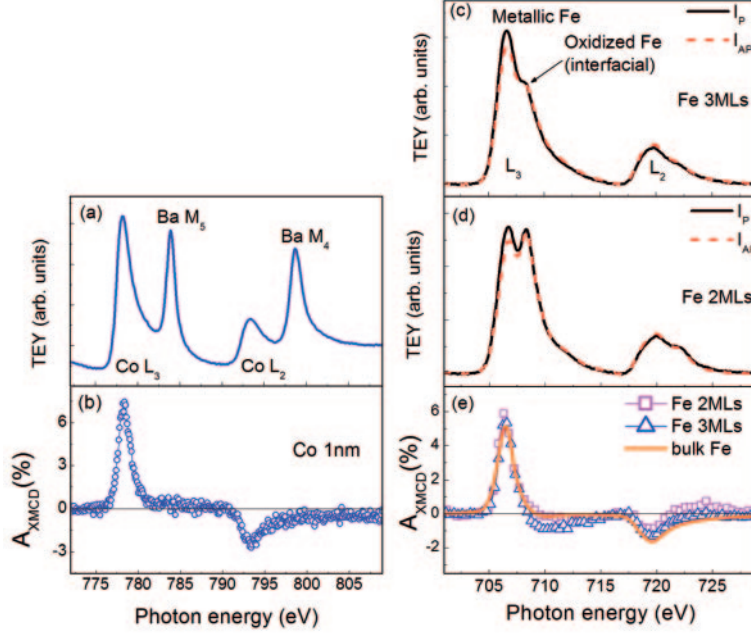 (c)
Metallic Fe
I_P
I_AP
Oxidized Fe
(interfacial)
Fe 3MLs
L_3
L_2
TEY (arb. units)
(a)
Ba M_5
Ba M_4
Co L_3
Co L_2
TEY (arb. units)
(d)
I_P
I_AP
Fe 2MLs
TEY (arb. units)
(b)
Co 1nm
6
3
0
-3
A_XMCD(%)
775 780 785 790 795 800 805
Photon energy (eV)
(e)
Fe 2MLs
Fe 3MLs
bulk Fe
6
4
2
0
-2
A_XMCD(%)
705 710 715 720 725
Photon energy (eV)